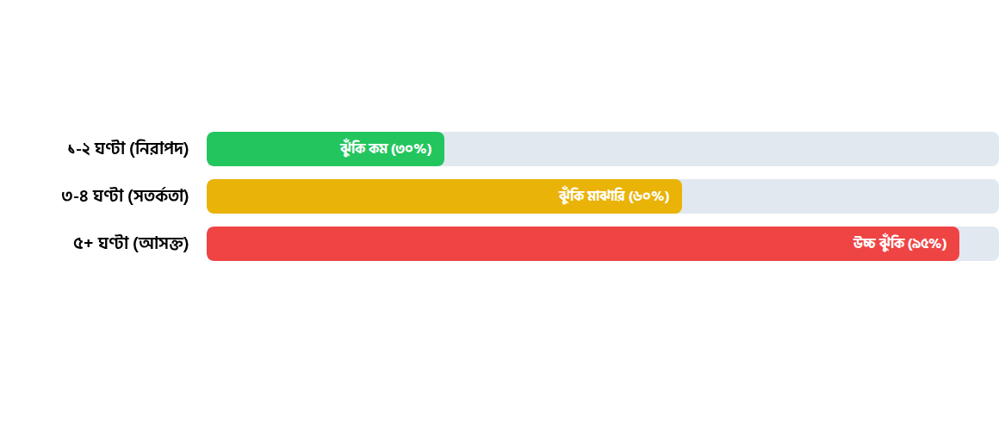 ১-২ ঘণ্টা (নিরাপদ) ঝুঁকি কম (৩০%)
৩-৪ ঘণ্টা (সতর্কতা) ঝুঁকি মাঝারি (৬০%)
৫+ ঘণ্টা (আসক্ত) উচ্চ ঝুঁকি (৯৫%)